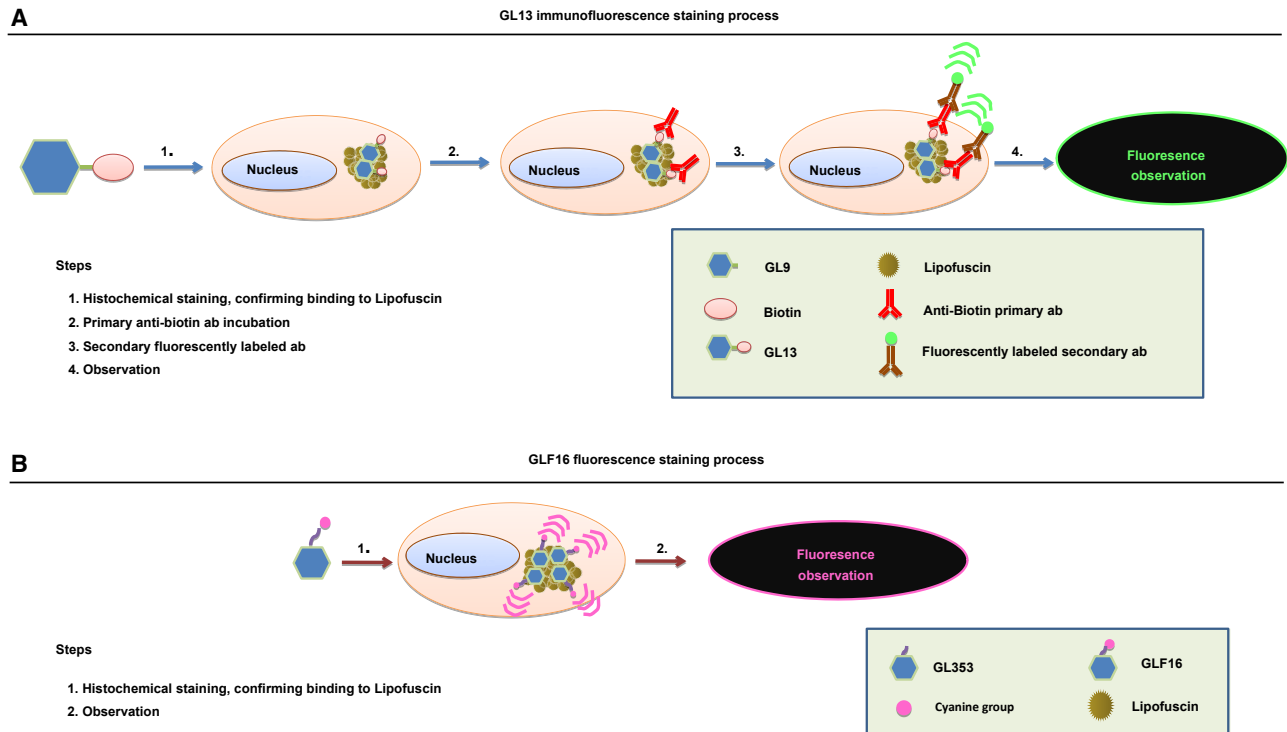 A
GL13 immunofluorescence staining process
1.
2.
3.
4.
Nucleus
Nucleus
Nucleus
Fluoresence
observation
Steps
1. Histochemical staining, confirming binding to Lipofuscin
2. Primary anti-biotin ab incubation
3. Secondary fluorescently labeled ab
4. Observation
GL9
Lipofuscin
Biotin
Anti-Biotin primary ab
GL13
Fluorescently labeled secondary ab
B
GLF16 fluorescence staining process
1.
2.
Nucleus
Fluoresence
observation
Steps
1. Histochemical staining, confirming binding to Lipofuscin
2. Observation
GL353
GLF16
Cyanine group
Lipofuscin